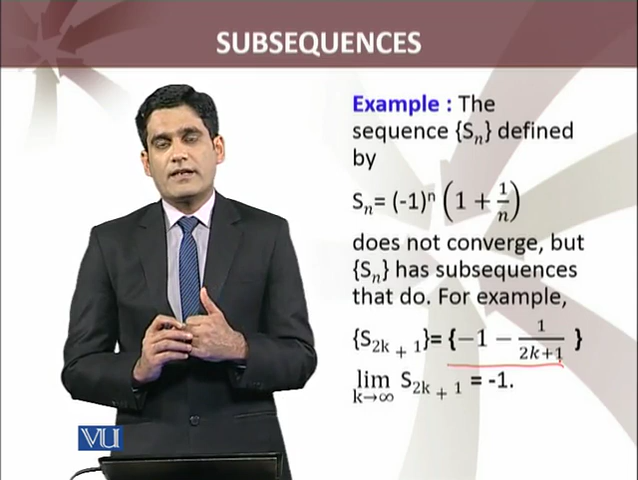 SUBSEQUENCES
Example : The
sequence {Sₙ} defined
by
Sₙ= (-1)ⁿ (1 + 1/n)
does not converge, but
{Sₙ} has subsequences
that do. For example,
{S₂ₖ ₊ ₁}= {−1 − 1/(2k+1) }
lim k→∞ S₂ₖ ₊ ₁ = -1.
VU